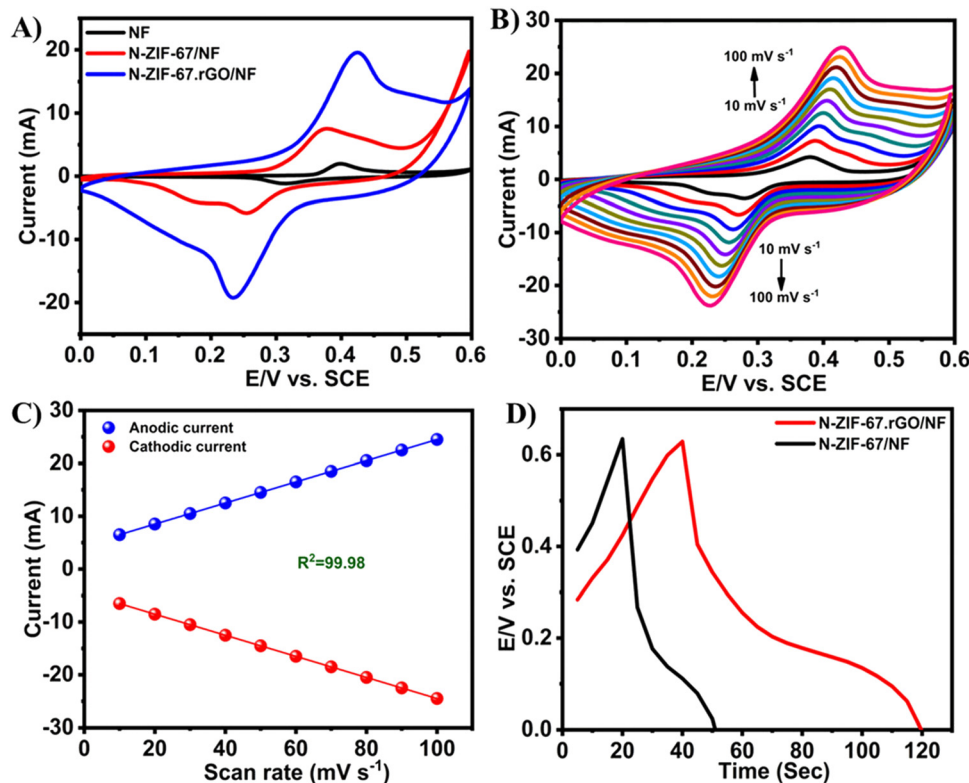 A)
NF
N-ZIF-67/NF
N-ZIF-67.rGO/NF
Current (mA)
20
10
0
-10
-20
0.0 0.1 0.2 0.3 0.4 0.5 0.6
E/V vs. SCE
B)
100 mV s⁻¹
10 mV s⁻¹
10 mV s⁻¹
100 mV s⁻¹
Current (mA)
30
20
10
0
-10
-20
-30
0.0 0.1 0.2 0.3 0.4 0.5 0.6
E/V vs. SCE
C)
Anodic current
Cathodic current
R²=99.98
Current (mA)
30
20
10
0
-10
-20
-30
0 20 40 60 80 100
Scan rate (mV s⁻¹)
D)
N-ZIF-67.rGO/NF
N-ZIF-67/NF
E/V vs. SCE
0.6
0.4
0.2
0.0
0 20 40 60 80 100 120
Time (Sec)